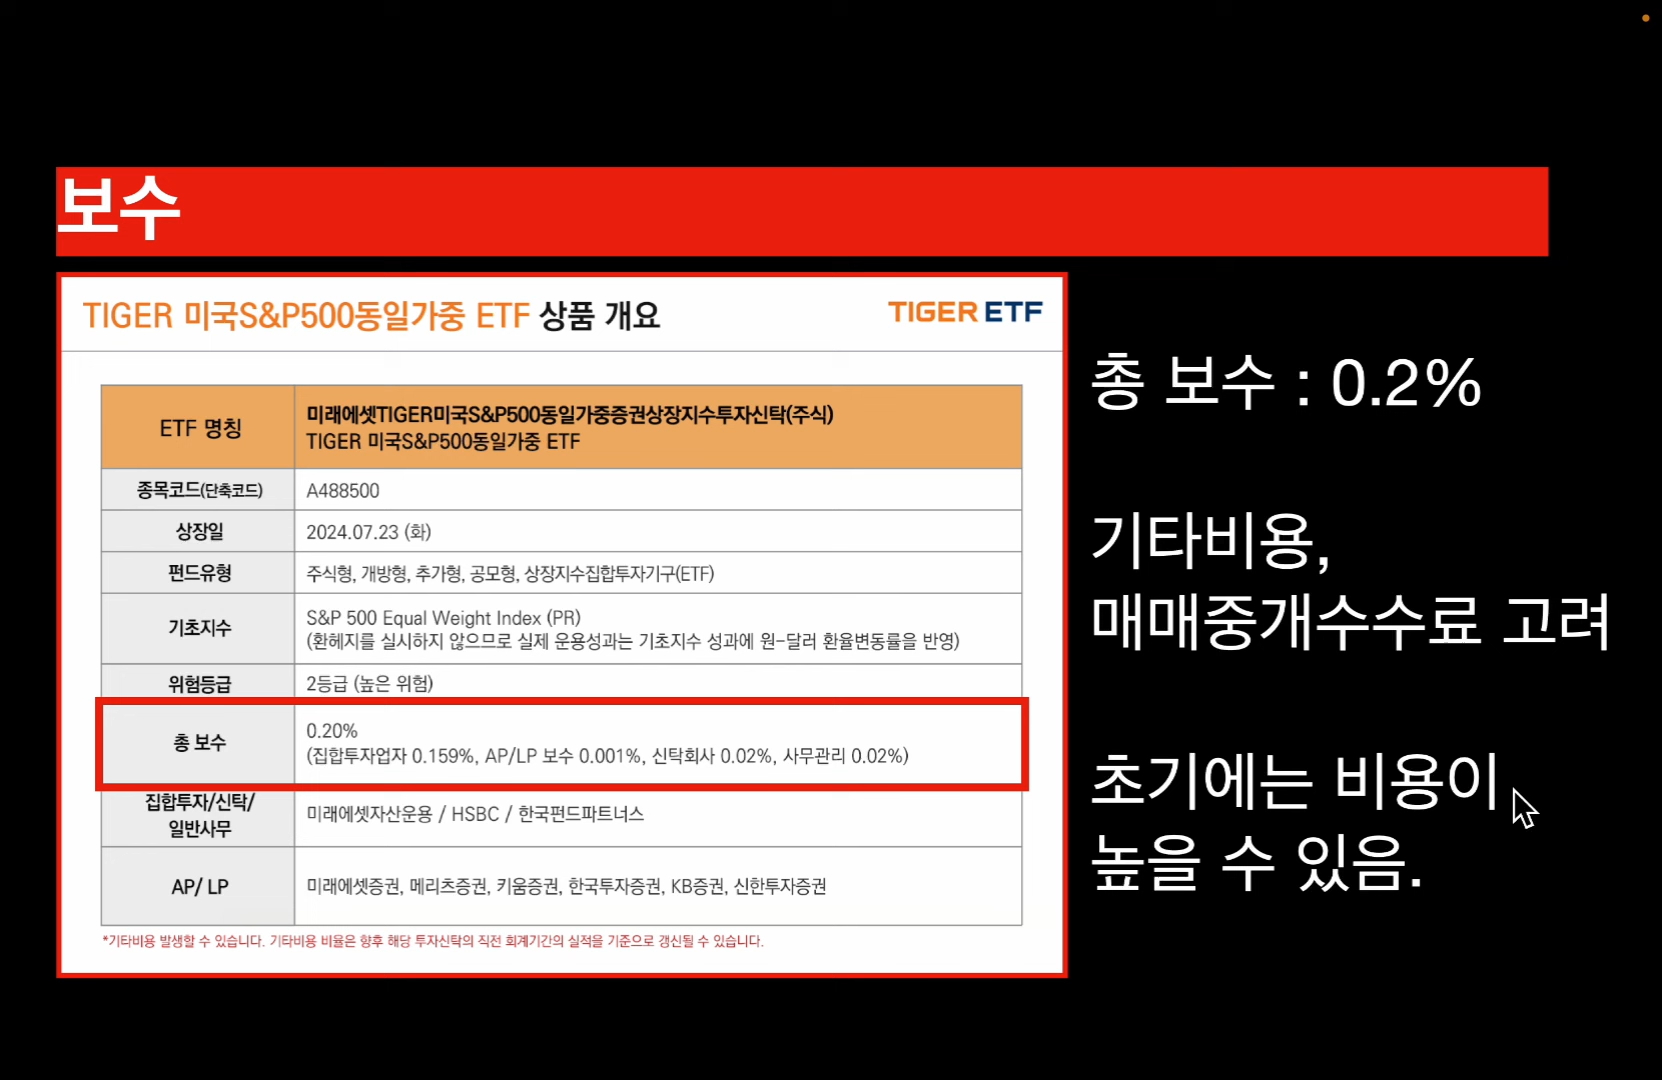 보수
TIGER 미국S&P500동일가중 ETF 상품 개요
TIGER ETF
ETF 명칭
미래에셋TIGER미국S&P500동일가중증권상장지수투자신탁(주식)
TIGER 미국S&P500동일가중 ETF
종목코드(단축코드)
A488500
상장일
2024.07.23 (화)
펀드유형
주식형, 개방형, 추가형, 공모형, 상장지수집합투자기구(ETF)
기초지수
S&P 500 Equal Weight Index (PR)
(환헤지를 실시하지 않으므로 실제 운용성과는 기초지수 성과에 원-달러 환율변동률을 반영)
위험등급
2등급 (높은 위험)
총 보수
0.20%
(집합투자업자 0.159%, AP/LP 보수 0.001%, 신탁회사 0.02%, 사무관리 0.02%)
집합투자/신탁/
일반사무
미래에셋자산운용 / HSBC / 한국펀드파트너스
AP/ LP
미래에셋증권, 메리츠증권, 키움증권, 한국투자증권, KB증권, 신한투자증권
*기타비용 발생할 수 있습니다. 기타비용 비율은 향후 해당 투자신탁의 직전 회계기간의 실적을 기준으로 갱신될 수 있습니다.
총 보수 : 0.2%
기타비용,
매매중개수수료 고려
초기에는 비용이
높을 수 있음.